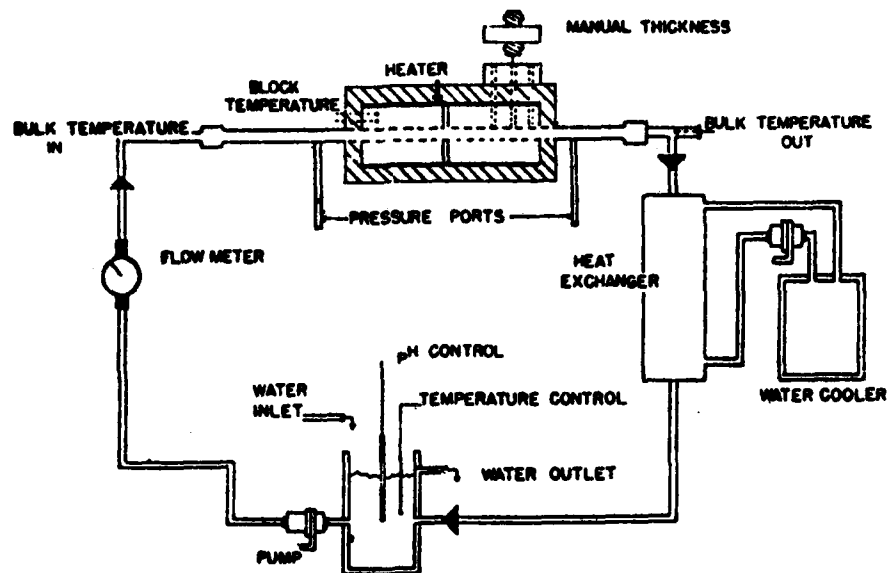 MANUAL THICKNESS
HEATER
BLOCK
TEMPERATURE
BULK TEMPERATURE
IN
BULK TEMPERATURE
OUT
PRESSURE PORTS
FLOW METER
HEAT
EXCHANGER
pH CONTROL
WATER
INLET
TEMPERATURE CONTROL
WATER COOLER
WATER OUTLET
PUMP